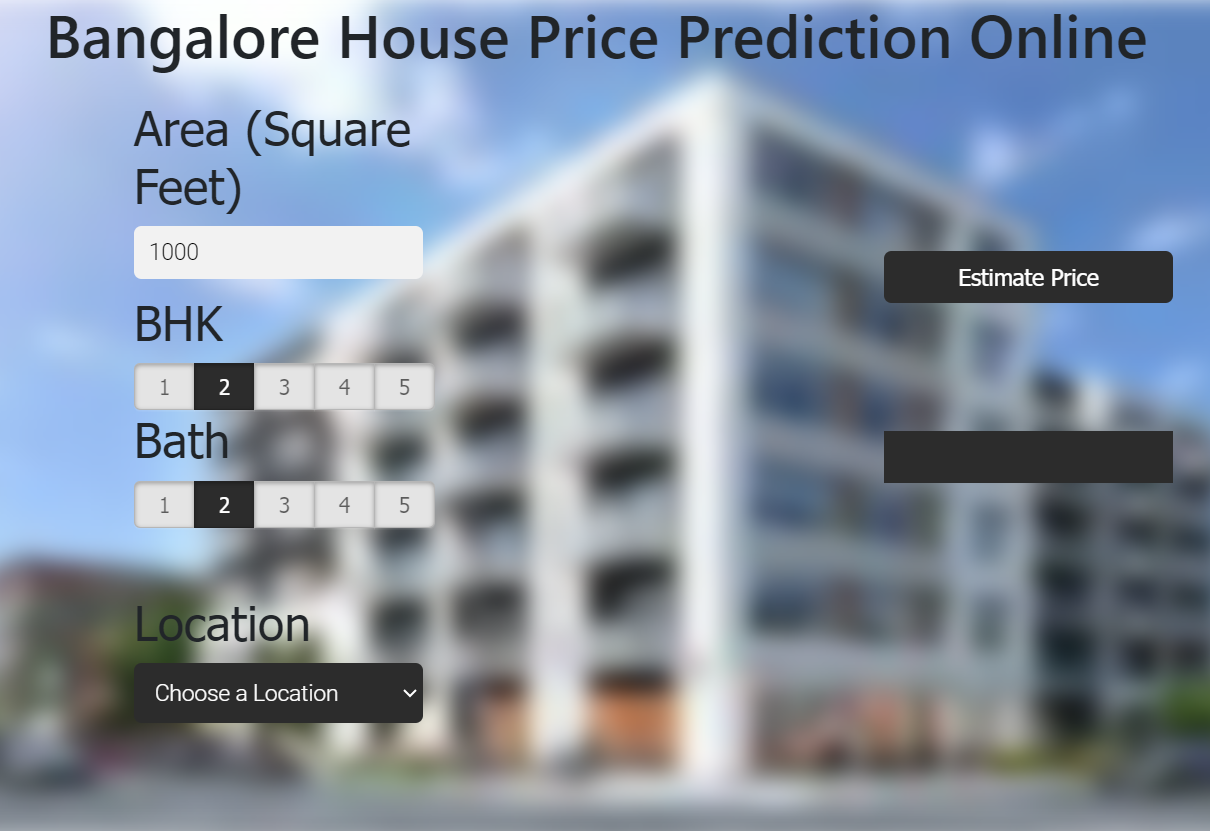 Bangalore House Price Prediction Online
Area (Square
Feet)
1000
BHK
1 2 3 4 5
Bath
1 2 3 4 5
Location
Choose a Location
Estimate Price